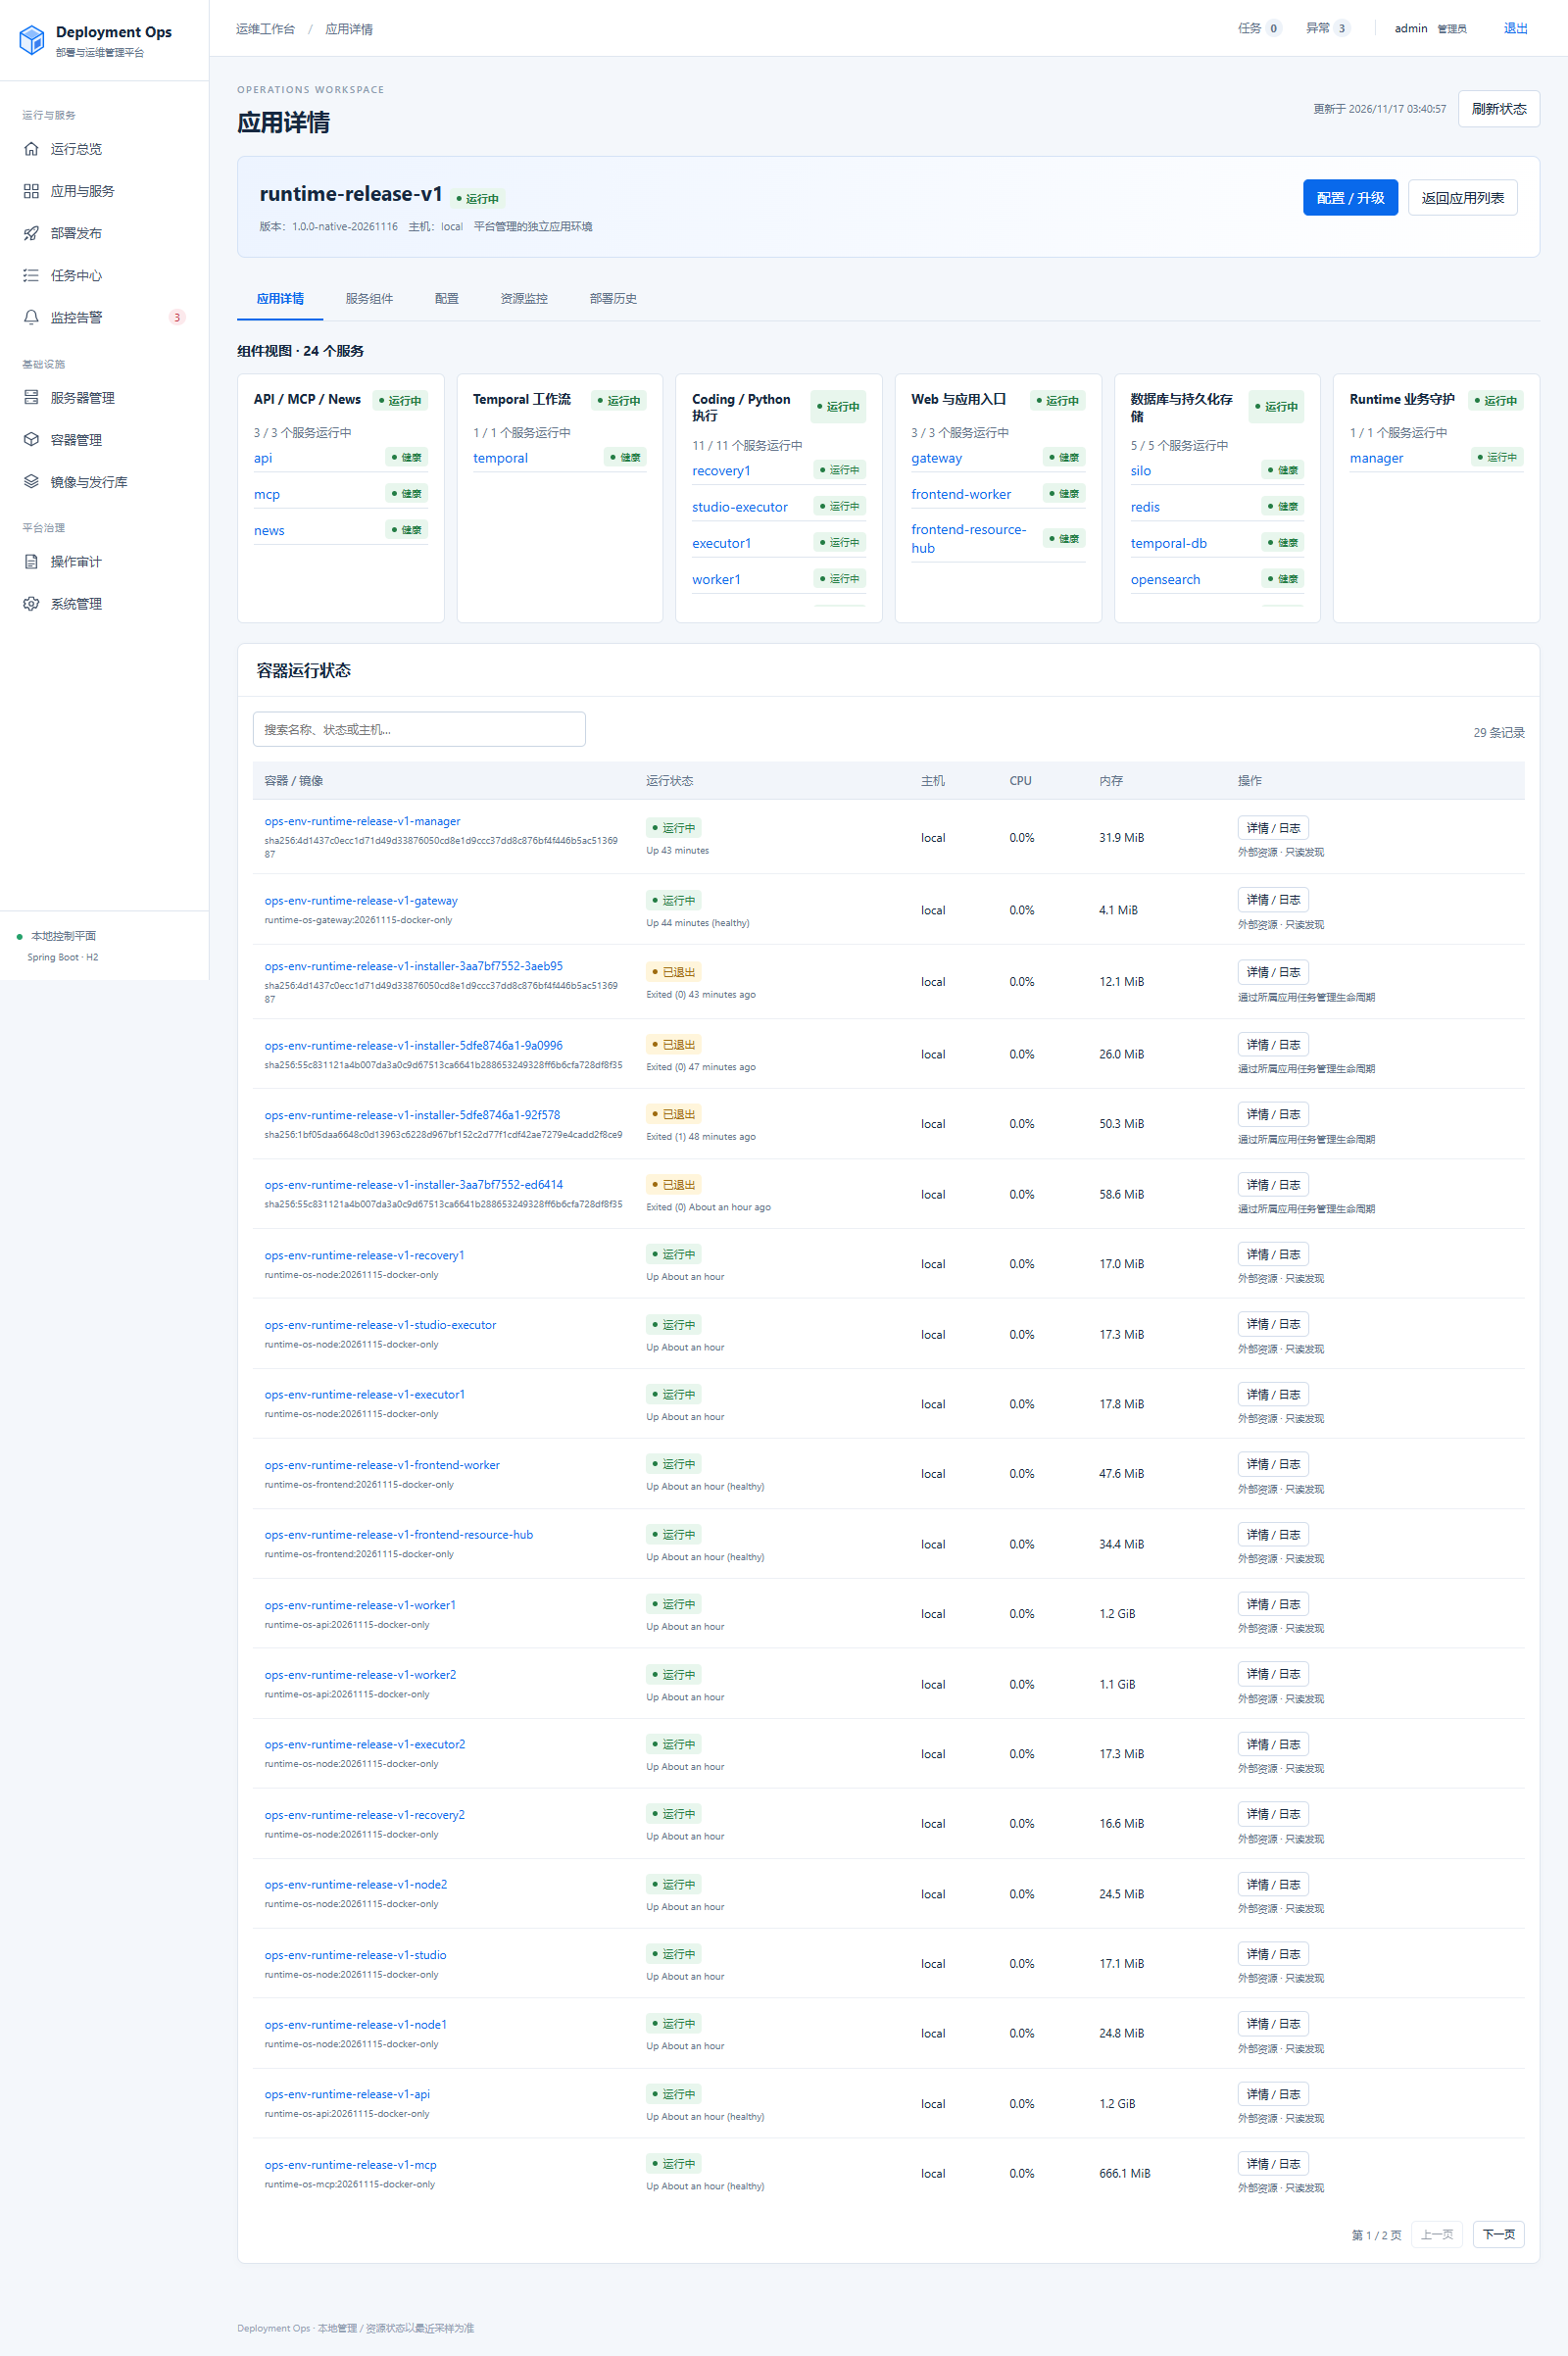 Deployment Ops
部署与运维管理平台
运行与服务
运行总览
应用与服务
部署发布
任务中心
监控告警 3
基础设施
服务器管理
容器管理
镜像与发行库
平台治理
操作审计
系统管理
本地控制平面
Spring Boot · H2
运维工作台 / 应用详情
任务 0 异常 3 admin 管理员 退出
OPERATIONS WORKSPACE
应用详情
更新于 2026/11/17 03:40:57 刷新状态
runtime-release-v1 运行中
版本：1.0.0-native-20261116 主机：local 平台管理的独立应用环境
配置 / 升级 返回应用列表
应用详情 服务组件 配置 资源监控 部署历史
组件视图 · 24 个服务
API / MCP / News 运行中
3 / 3 个服务运行中
api 健康
mcp 健康
news 健康
Temporal 工作流 运行中
1 / 1 个服务运行中
temporal 健康
Coding / Python 执行 运行中
11 / 11 个服务运行中
recovery1 运行中
studio-executor 运行中
executor1 运行中
worker1 运行中
Web 与应用入口 运行中
3 / 3 个服务运行中
gateway 健康
frontend-worker 健康
frontend-resource-hub 健康
数据库与持久化存储 运行中
5 / 5 个服务运行中
silo 健康
redis 健康
temporal-db 健康
opensearch 健康
Runtime 业务守护 运行中
1 / 1 个服务运行中
manager 运行中
容器运行状态
搜索名称、状态或主机...
29 条记录
容器 / 镜像 运行状态 主机 CPU 内存 操作
ops-env-runtime-release-v1-manager 运行中 local 0.0% 31.9 MiB 详情 / 日志
sha256:4d1437c0ecc1d71d49d33876050cd8e1d9ccc37dd8c876bf4f446b5ac51369
87
Up 43 minutes 外部资源 · 只读发现
ops-env-runtime-release-v1-gateway 运行中 local 0.0% 4.1 MiB 详情 / 日志
runtime-os-gateway:20261115-docker-only Up 44 minutes (healthy) 外部资源 · 只读发现
ops-env-runtime-release-v1-installer-3aa7bf7552-3aeb95 已退出 local 0.0% 12.1 MiB 详情 / 日志
sha256:4d1437c0ecc1d71d49d33876050cd8e1d9ccc37dd8c876bf4f446b5ac51369
87
Exited (0) 43 minutes ago 通过所属应用任务管理生命周期
ops-env-runtime-release-v1-installer-5dfe8746a1-9a0996 已退出 local 0.0% 26.0 MiB 详情 / 日志
sha256:55c831121a4b007da3a0c9d67513ca6641b288653249328ff6b6cfa728df8f35 Exited (0) 47 minutes ago 通过所属应用任务管理生命周期
ops-env-runtime-release-v1-installer-5dfe8746a1-92f578 已退出 local 0.0% 50.3 MiB 详情 / 日志
sha256:1bf05daa6648c0d13963c6228d967bf152c2d77f1cdf42ae7279e4cadd2f8ce9 Exited (1) 48 minutes ago 通过所属应用任务管理生命周期
ops-env-runtime-release-v1-installer-3aa7bf7552-ed6414 已退出 local 0.0% 58.6 MiB 详情 / 日志
sha256:55c831121a4b007da3a0c9d67513ca6641b288653249328ff6b6cfa728df8f35 Exited (0) About an hour ago 通过所属应用任务管理生命周期
ops-env-runtime-release-v1-recovery1 运行中 local 0.0% 17.0 MiB 详情 / 日志
runtime-os-node:20261115-docker-only Up About an hour 外部资源 · 只读发现
ops-env-runtime-release-v1-studio-executor 运行中 local 0.0% 17.3 MiB 详情 / 日志
runtime-os-node:20261115-docker-only Up About an hour 外部资源 · 只读发现
ops-env-runtime-release-v1-executor1 运行中 local 0.0% 17.8 MiB 详情 / 日志
runtime-os-node:20261115-docker-only Up About an hour 外部资源 · 只读发现
ops-env-runtime-release-v1-frontend-worker 运行中 local 0.0% 47.6 MiB 详情 / 日志
runtime-os-frontend:20261115-docker-only Up About an hour (healthy) 外部资源 · 只读发现
ops-env-runtime-release-v1-frontend-resource-hub 运行中 local 0.0% 34.4 MiB 详情 / 日志
runtime-os-frontend:20261115-docker-only Up About an hour (healthy) 外部资源 · 只读发现
ops-env-runtime-release-v1-worker1 运行中 local 0.0% 1.2 GiB 详情 / 日志
runtime-os-api:20261115-docker-only Up About an hour 外部资源 · 只读发现
ops-env-runtime-release-v1-worker2 运行中 local 0.0% 1.1 GiB 详情 / 日志
runtime-os-api:20261115-docker-only Up About an hour 外部资源 · 只读发现
ops-env-runtime-release-v1-executor2 运行中 local 0.0% 17.3 MiB 详情 / 日志
runtime-os-node:20261115-docker-only Up About an hour 外部资源 · 只读发现
ops-env-runtime-release-v1-recovery2 运行中 local 0.0% 16.6 MiB 详情 / 日志
runtime-os-node:20261115-docker-only Up About an hour 外部资源 · 只读发现
ops-env-runtime-release-v1-node2 运行中 local 0.0% 24.5 MiB 详情 / 日志
runtime-os-node:20261115-docker-only Up About an hour 外部资源 · 只读发现
ops-env-runtime-release-v1-studio 运行中 local 0.0% 17.1 MiB 详情 / 日志
runtime-os-node:20261115-docker-only Up About an hour 外部资源 · 只读发现
ops-env-runtime-release-v1-node1 运行中 local 0.0% 24.8 MiB 详情 / 日志
runtime-os-node:20261115-docker-only Up About an hour 外部资源 · 只读发现
ops-env-runtime-release-v1-api 运行中 local 0.0% 1.2 GiB 详情 / 日志
runtime-os-api:20261115-docker-only Up About an hour (healthy) 外部资源 · 只读发现
ops-env-runtime-release-v1-mcp 运行中 local 0.0% 666.1 MiB 详情 / 日志
runtime-os-mcp:20261115-docker-only Up About an hour (healthy) 外部资源 · 只读发现
第 1 / 2 页 上一页 下一页
Deployment Ops · 本地管理 / 资源状态以最近采样为准